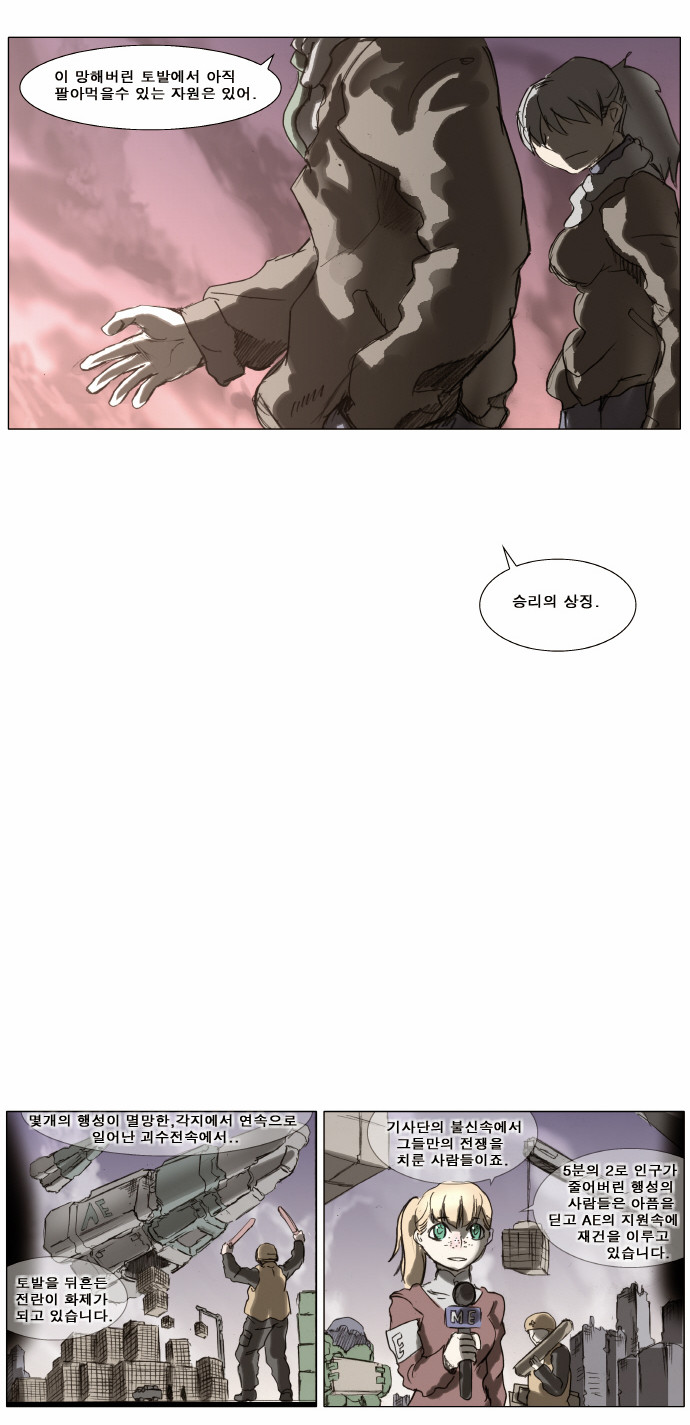 이 망해버린 토발에서 아직
팔아먹을수 있는 자원은 있어.
승리의 상징.
몇개의 행성이 멸망한,각지에서 연속으로
일어난 괴수전속에서..
AE
토발을 뒤흔든
전란이 화제가
되고 있습니다.
기사단의 불신속에서
그들만의 전쟁을
치룬 사람들이죠.
5분의 2로 인구가
줄어버린 행성의
사람들은 아픔을
딛고 AE의 지원속에
재건을 이루고
있습니다.
ME
E